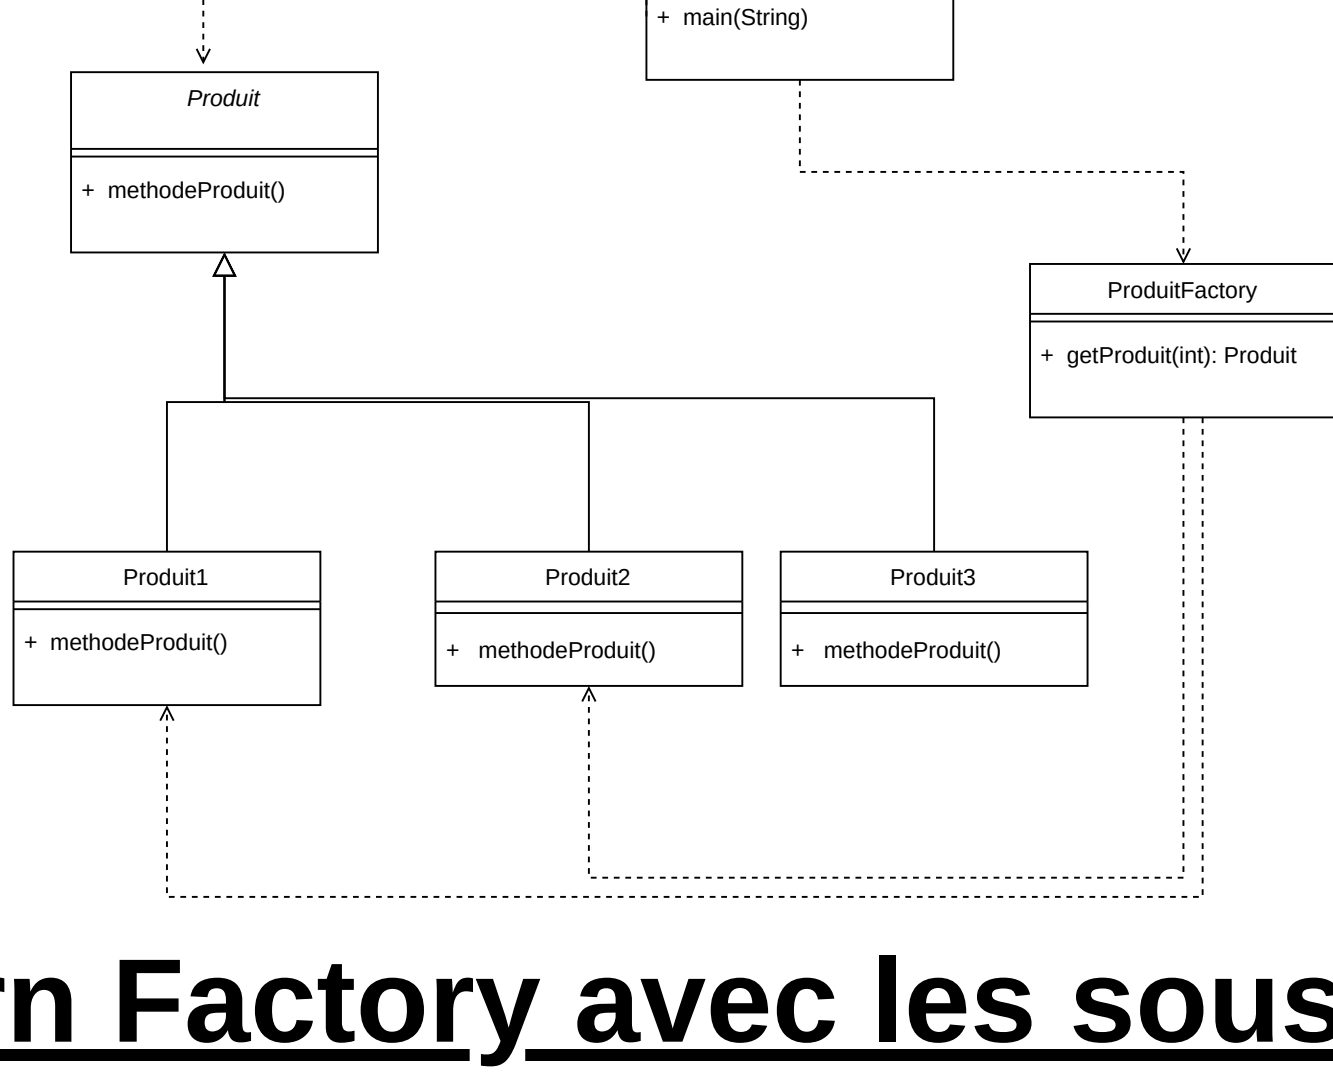 + main(String)
Produit
+ methodeProduit()
ProduitFactory
+ getProduit(int): Produit
Produit1
+ methodeProduit()
Produit2
+ methodeProduit()
Produit3
+ methodeProduit()
rn Factory avec les sous